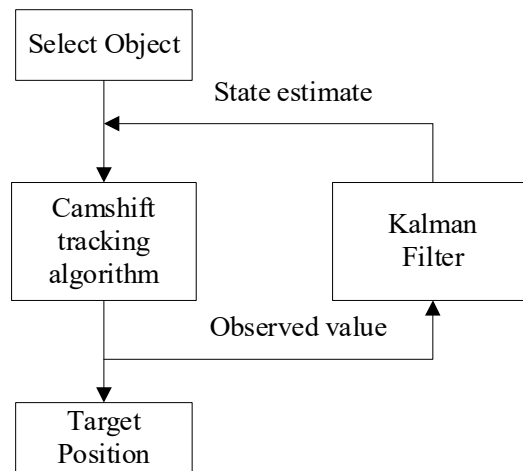 Select Object
State estimate
Camshift
tracking
algorithm
Kalman
Filter
Observed value
Target
Position